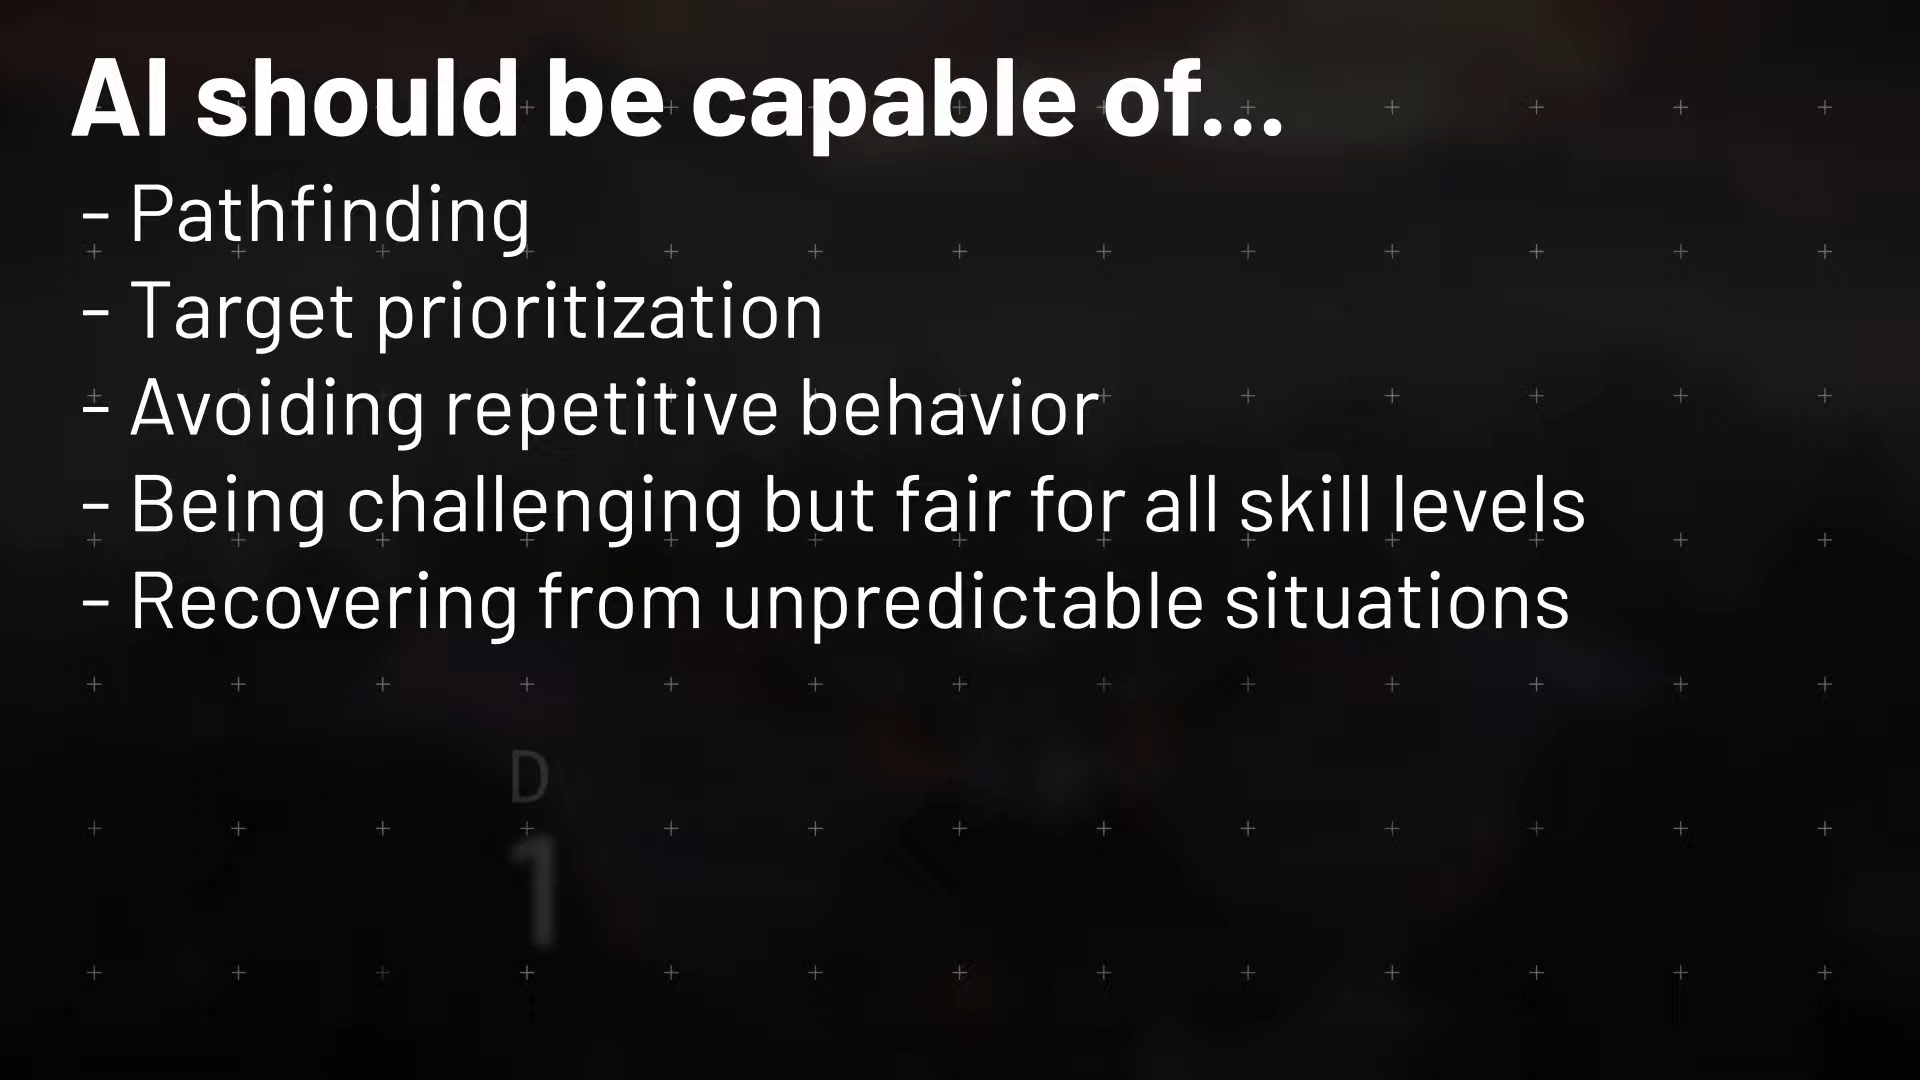 AI should be capable of...
- Pathfinding
- Target prioritization
- Avoiding repetitive behavior
- Being challenging but fair for all skill levels
- Recovering from unpredictable situations
D
1